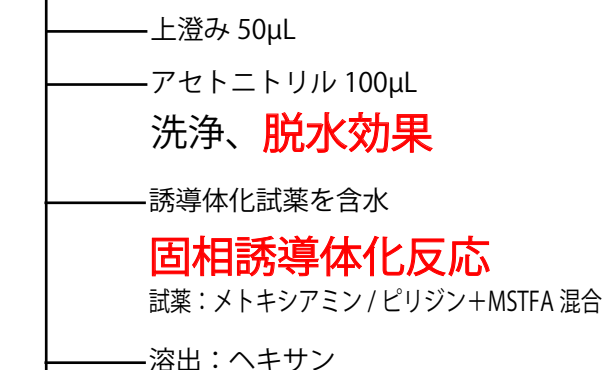 上澄み 50µL
アセトニトリル 100µL
洗浄、脱水効果
誘導体化試薬を含水
固相誘導体化反応
試薬：メトキシアミン / ピリジン＋MSTFA 混合
溶出：ヘキサン